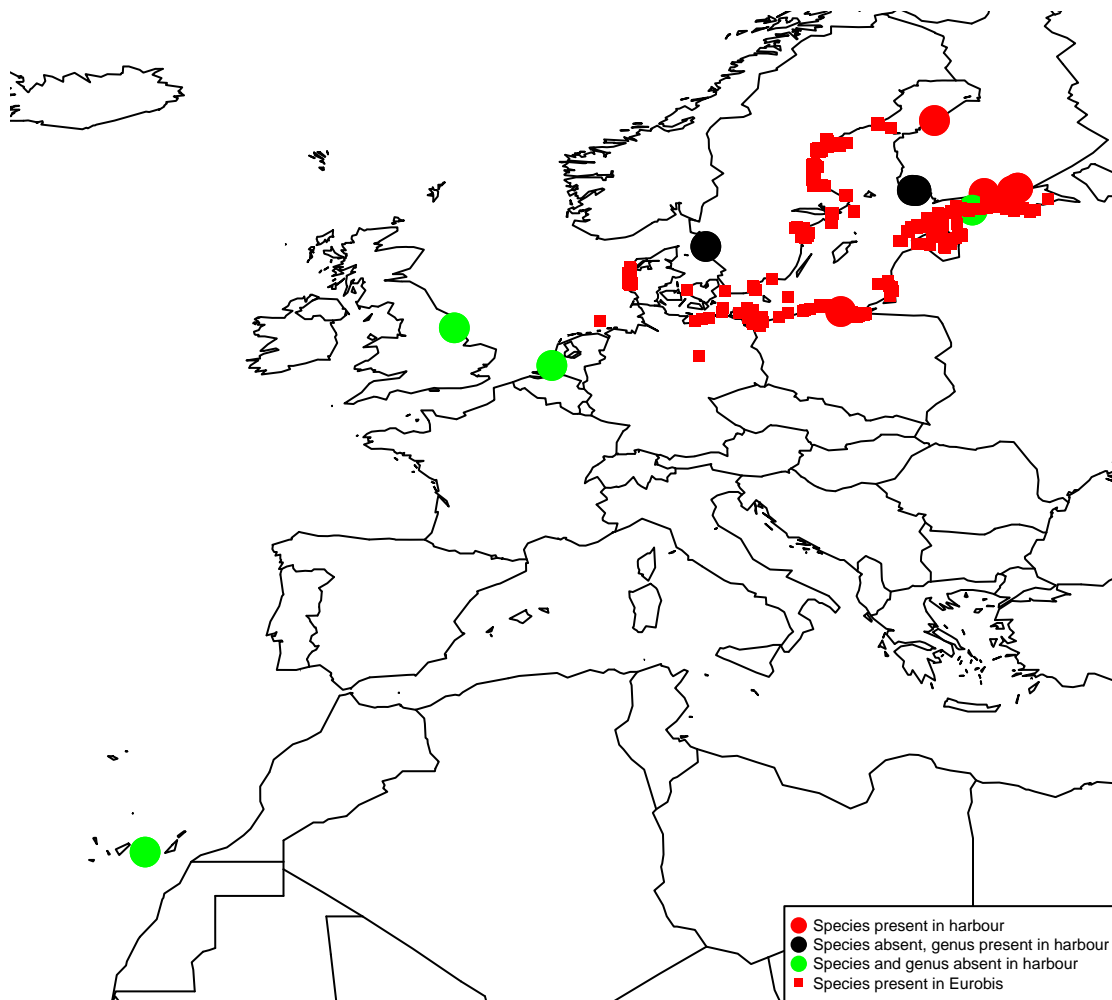 Species present in harbour
Species absent, genus present in harbour
Species and genus absent in harbour
Species present in Eurobis